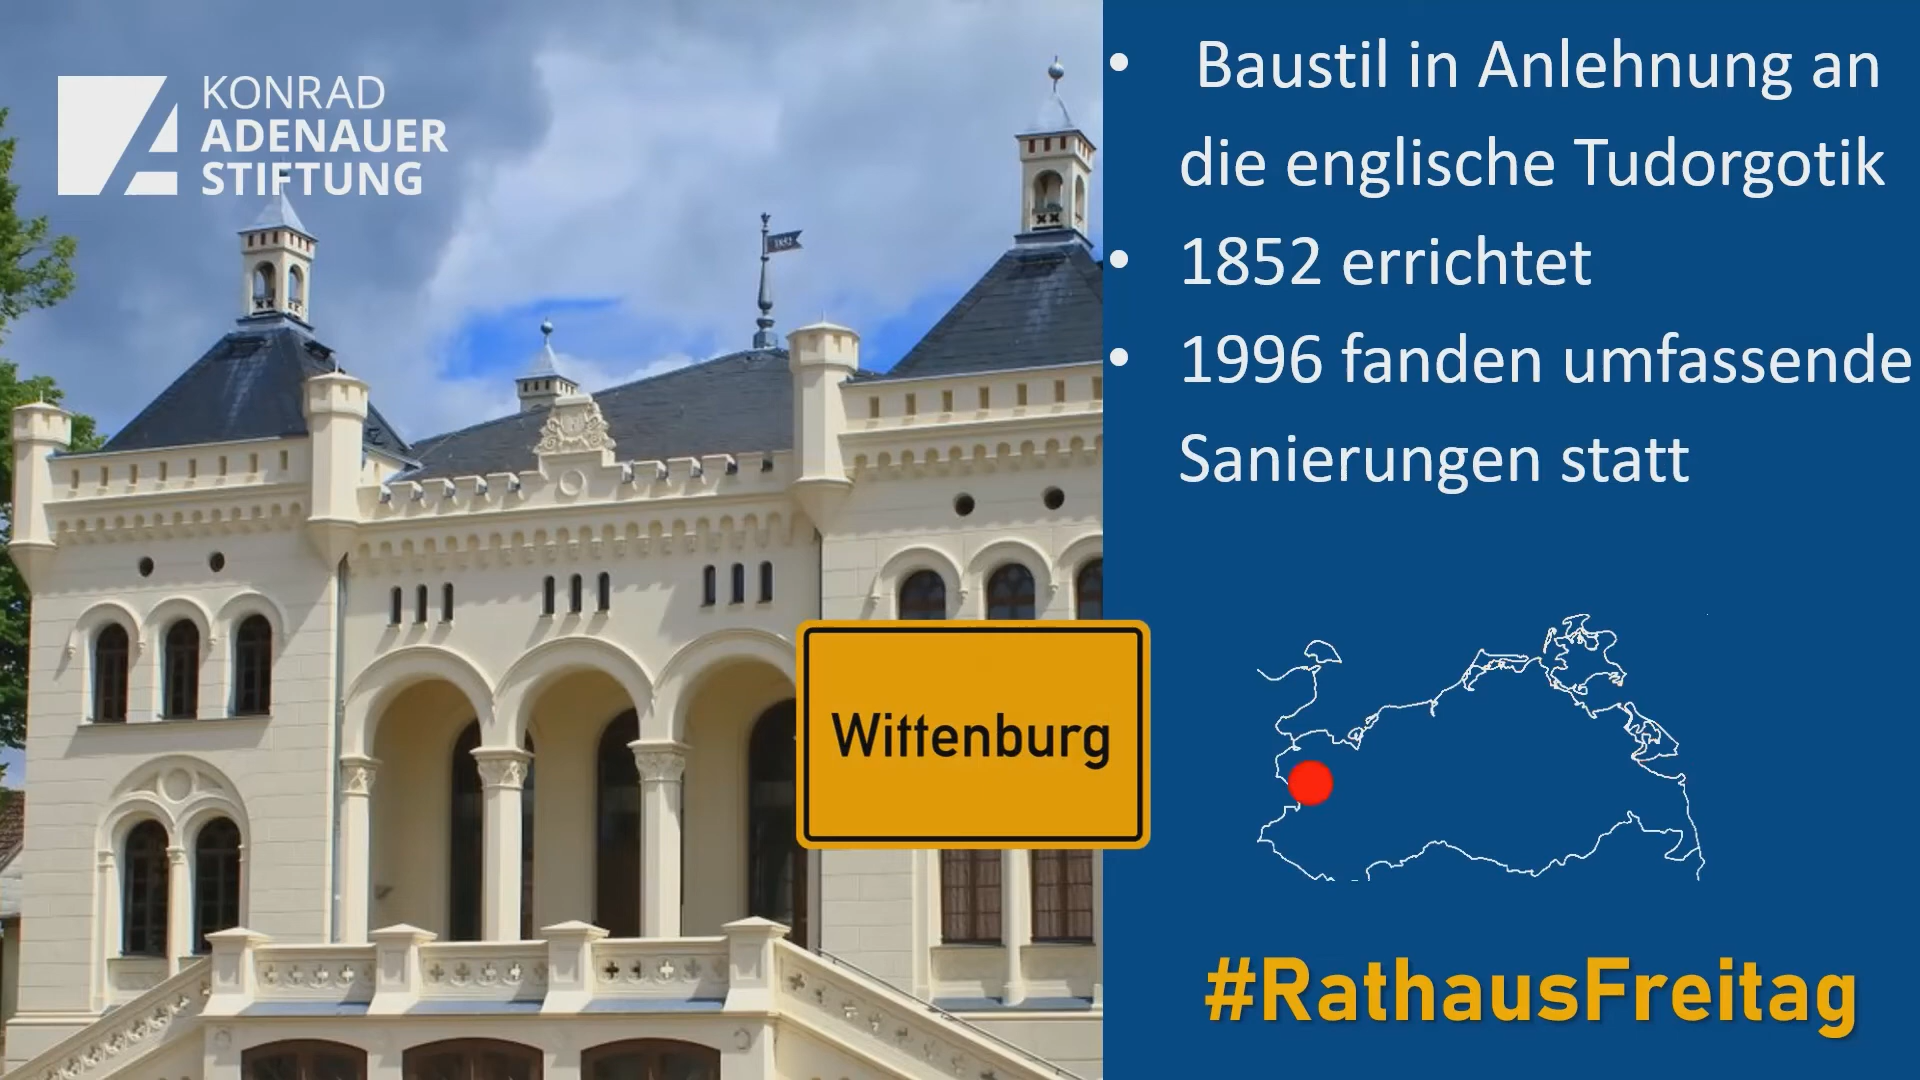 KONRAD
ADENAUER
STIFTUNG
1852
• Baustil in Anlehnung an
die englische Tudorgotik
• 1852 errichtet
• 1996 fanden umfassende
Sanierungen statt
Wittenburg
#RathausFreitag